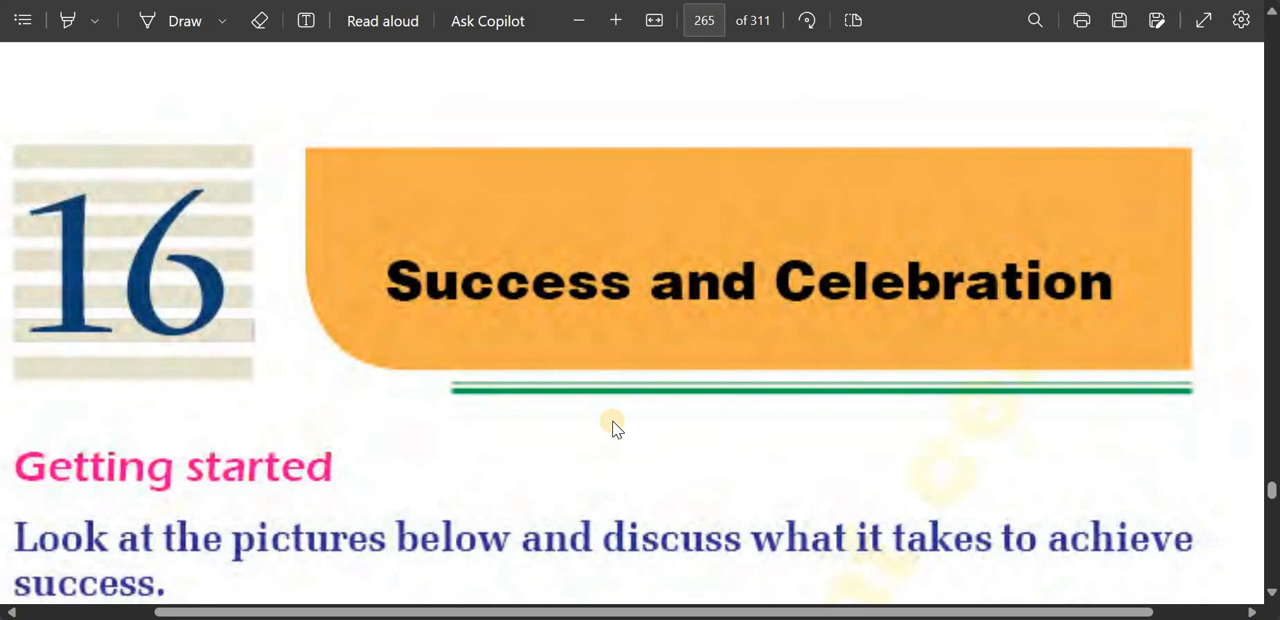 Draw Read aloud Ask Copilot 265 of 311
16
Success and Celebration
Getting started
Look at the pictures below and discuss what it takes to achieve
success.